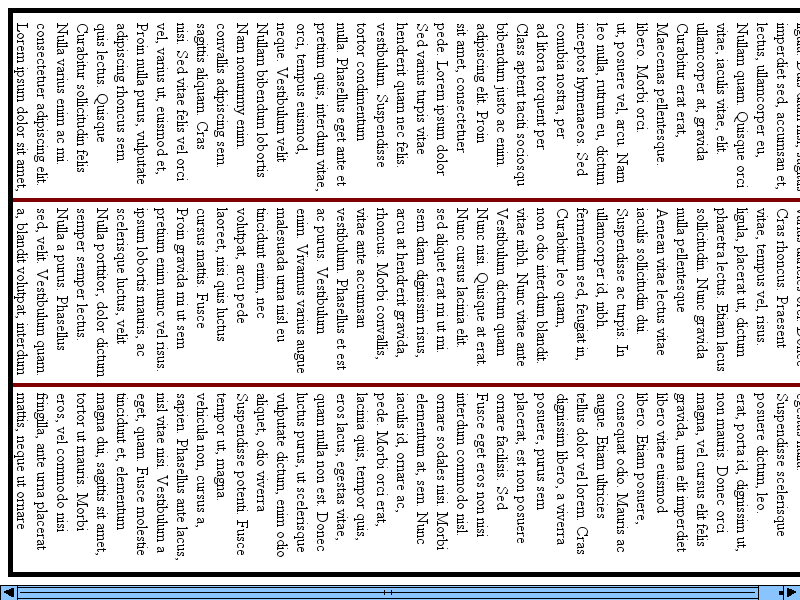 Lorem ipsum dolor sit amet,
consectetuer adipiscing elit.
Nulla varius enim ac mi.
Curabitur sollicitudin felis
quis lectus. Quisque
adipiscing rhoncus sem.
Proin nulla purus, vulputate
vel, varius ut, euismod et,
nisi. Sed vitae felis vel orci
sagittis aliquam. Cras
convallis adipiscing sem.
Nam nonummy enim.
Nullam bibendum lobortis
neque. Vestibulum velit
orci, tempus euismod,
pretium quis, interdum vitae,
nulla. Phasellus eget ante et
tortor condimentum
vestibulum. Suspendisse
hendrerit quam nec felis.
Sed varius turpis vitae
pede. Lorem ipsum dolor
sit amet, consectetuer
adipiscing elit. Proin
bibendum justo ac enim.
Class aptent taciti sociosqu
ad litora torquent per
conubia nostra, per
inceptos hymenaeos. Sed
leo nulla, rutrum eu, dictum
ut, posuere vel, arcu. Nam
libero. Morbi orci.
Maecenas pellentesque
Curabitur erat erat,
ullamcorper at, gravida
vitae, iaculis vitae, elit.
Nullam quam. Quisque orci
lectus, ullamcorper eu,
imperdiet sed, accumsan et,
a, blandit volutpat, interdum
sed, velit. Vestibulum quam.
Nulla a purus. Phasellus
semper semper lectus.
Nulla porttitor, dolor dictum
scelerisque luctus, velit
ipsum lobortis mauris, ac
pretium enim nunc vel risus.
Proin gravida mi ut sem
cursus mattis. Fusce
laoreet, nisi quis luctus
volutpat, arcu pede
tincidunt enim, nec
malesuada urna nisl eu
enim. Vivamus varius augue
ac purus. Vestibulum
vestibulum. Phasellus et est
vitae ante accumsan
rhoncus. Morbi convallis,
arcu at hendrerit gravida,
sem diam dignissim risus,
sed aliquet erat mi ut mi.
Nunc cursus lacinia elit.
Nunc nisi. Quisque at erat.
Vestibulum dictum quam
vitae nibh. Nunc vitae ante
non odio interdum blandit.
Curabitur leo quam,
fermentum sed, feugiat in,
ullamcorper id, nibh.
Suspendisse ac turpis. In
iaculis sollicitudin dui.
Aenean vitae lectus vitae
nulla pellentesque
sollicitudin. Nunc gravida
pharetra lectus. Etiam lacus
ligula, placerat ut, dictum
vitae, tempus vel, risus.
Cras rhoncus. Praesent
mattis, neque ut ornare
fringilla, ante urna placerat
eros, vel commodo nisi
tortor ut mauris. Morbi
magna dui, sagittis sit amet,
tincidunt et, elementum
eget, quam. Fusce molestie
nisl vitae nisi. Vestibulum a
sapien. Phasellus ante lacus,
vehicula non, cursus a,
tempor ut, magna.
Suspendisse potenti. Fusce
aliquet, odio viverra
vulputate dictum, enim odio
luctus purus, ut scelerisque
quam nulla non est. Donec
eros lacus, egestas vitae,
lacinia quis, tempor quis,
pede. Morbi orci erat,
iaculis id, ornare ac,
elementum at, sem. Nunc
ornare sodales nisi. Morbi
interdum commodo nisl.
Fusce eget eros non nisi
ornare facilisis. Sed
placerat, est non posuere
posuere, purus sem
dignissim libero, a viverra
tellus dolor vel lorem. Cras
augue. Etiam ultricies
consequat odio. Mauris ac
libero. Etiam posuere,
libero vitae euismod
gravida, urna elit imperdiet
magna, vel cursus elit felis
non mauris. Donec orci
erat, porta id, dignissim ut,
posuere dictum, leo.
Suspendisse scelerisque